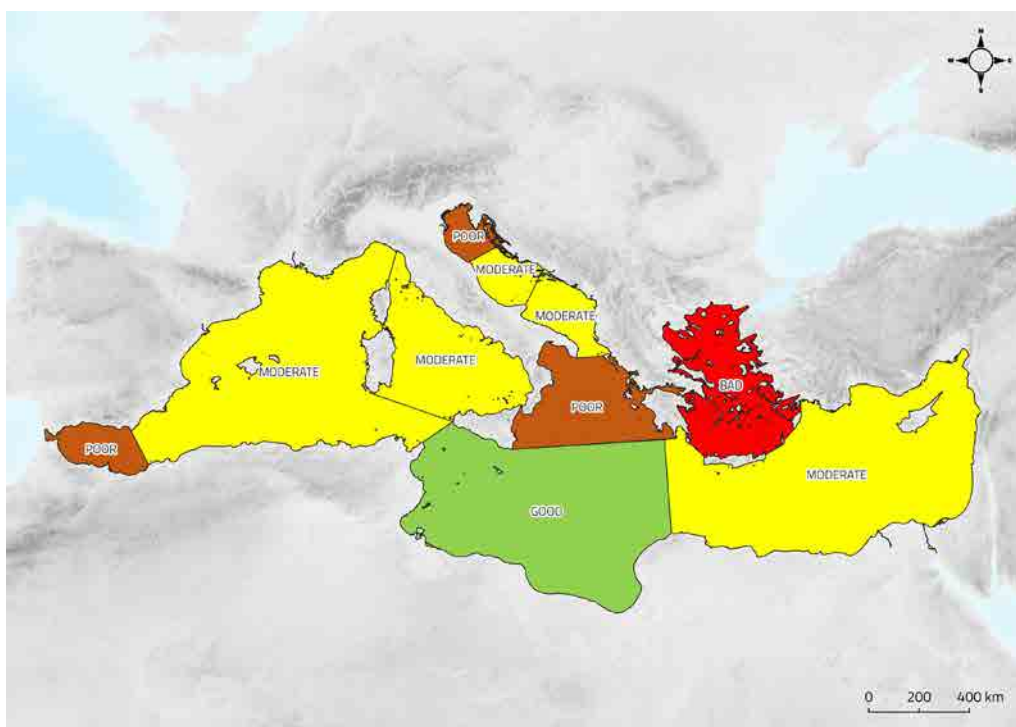 N
W E
S
POOR
MODERATE
MODERATE
MODERATE
MODERATE
BAD
POOR
POOR
MODERATE
GOOD
0 200 400 km